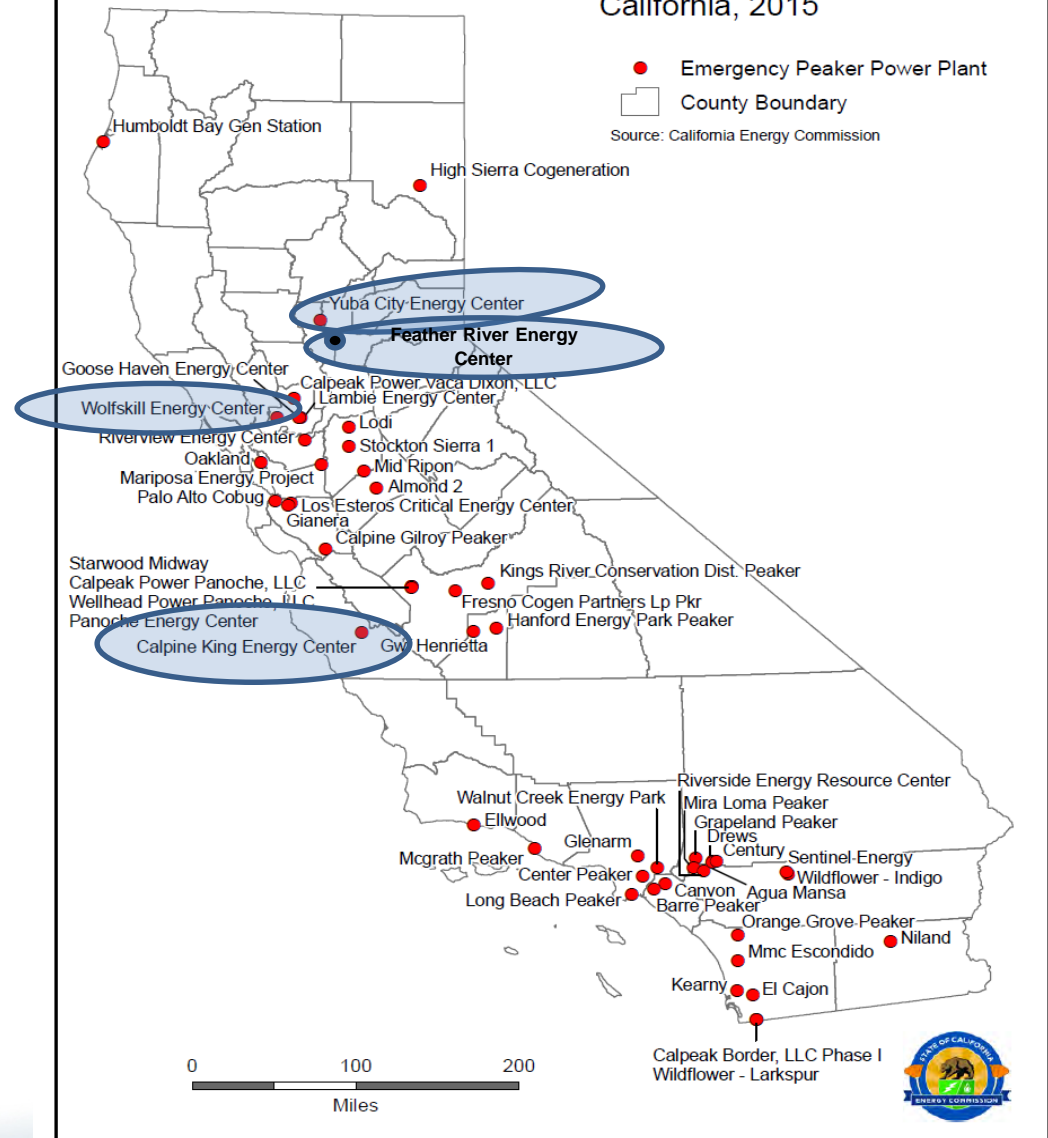 California, 2015
Emergency Peaker Power Plant
County Boundary
Source: California Energy Commission
Humboldt Bay Gen Station
High Sierra Cogeneration
Yuba City Energy Center
Feather River Energy
Center
Goose Haven Energy Center
Calpeak Power Vaca Dixon, LLC
Lambie Energy Center
Wolfskill Energy Center
Lodi
Riverview Energy Center
Stockton Sierra 1
Oakland
Mid Ripon
Mariposa Energy Project
Almond 2
Palo Alto Cobug
Los Esteros Critical Energy Center
Gianera
Calpine Gilroy Peaker
Starwood Midway
Calpeak Power Panoche, LLC
Wellhead Power Panoche, LLC
Panoche Energy Center
Kings River Conservation Dist. Peaker
Fresno Cogen Partners Lp Pkr
Hanford Energy Park Peaker
Calpine King Energy Center
Gwf Henrietta
Riverside Energy Resource Center
Walnut Creek Energy Park
Mira Loma Peaker
Grapeland Peaker
Ellwood
Drews
Glenarm
Century
Mcgrath Peaker
Sentinel Energy
Center Peaker
Wildflower - Indigo
Canyon
Agua Mansa
Long Beach Peaker
Barre Peaker
Orange Grove Peaker
Niland
Mmc Escondido
Kearny
El Cajon
Calpeak Border, LLC Phase I
Wildflower - Larkspur
0 100 200
Miles
STATE OF CALIFORNIA
ENERGY COMMISSION